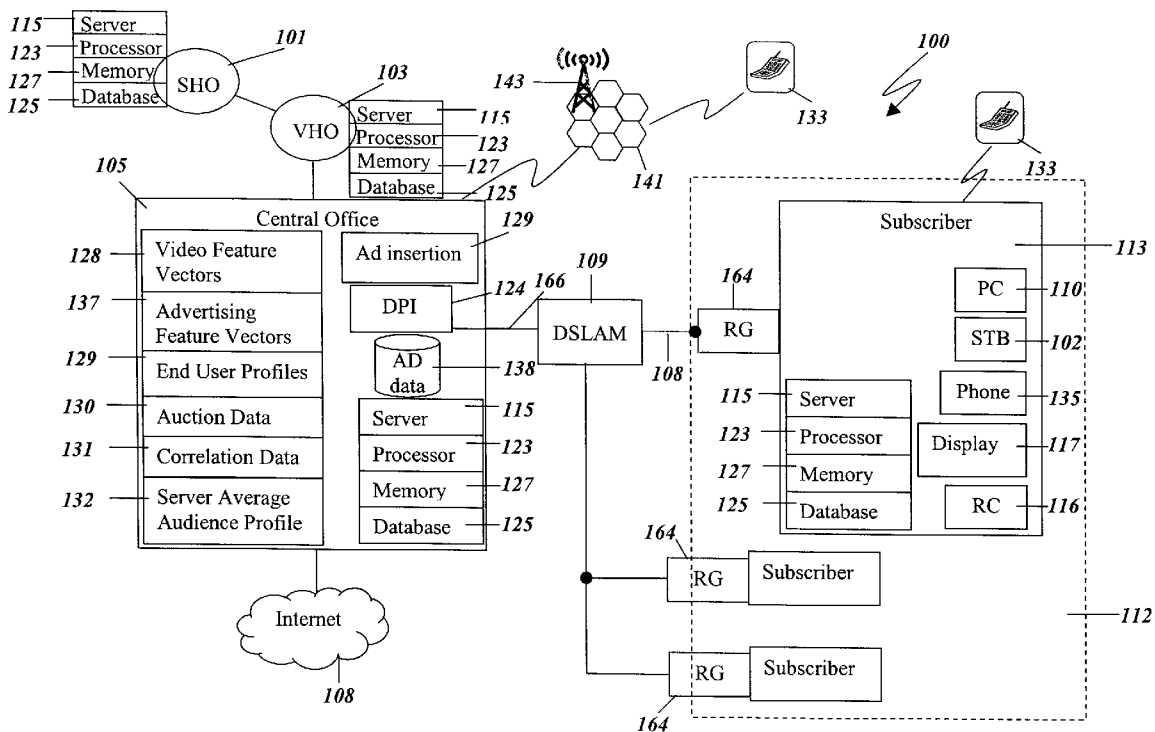 115
Server
123
Processor
127
Memory
125
Database
101
SHO
103
VHO
Server
115
Processor
123
Memory
127
Database
125
143
141
133
100
133
105
Central Office
128
Video Feature
Vectors
137
Advertising
Feature Vectors
129
End User Profiles
130
Auction Data
131
Correlation Data
132
Server Average
Audience Profile
129
Ad insertion
124
DPI
166
AD
data
138
115
Server
123
Processor
127
Memory
Database
125
109
DSLAM
108
164
RG
Subscriber
113
PC
110
STB
102
Phone
135
Display
117
RC
116
115
Server
123
Processor
127
Memory
125
Database
164
RG
Subscriber
RG
Subscriber
164
112
Internet
108